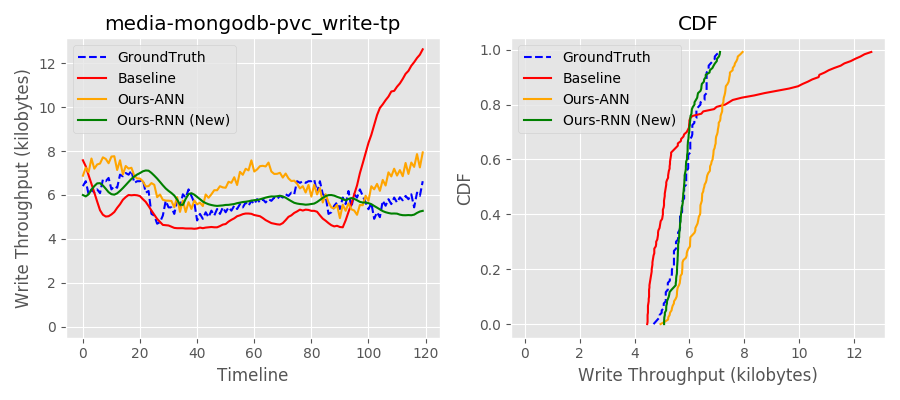 media-mongodb-pvc_write-tp
GroundTruth
Baseline
Ours-ANN
Ours-RNN (New)
Write Throughput (kilobytes)
12
10
8
6
4
2
0
0
20
40
60
80
100
120
Timeline
CDF
GroundTruth
Baseline
Ours-ANN
Ours-RNN (New)
CDF
1.0
0.8
0.6
0.4
0.2
0.0
0
2
4
6
8
10
12
Write Throughput (kilobytes)